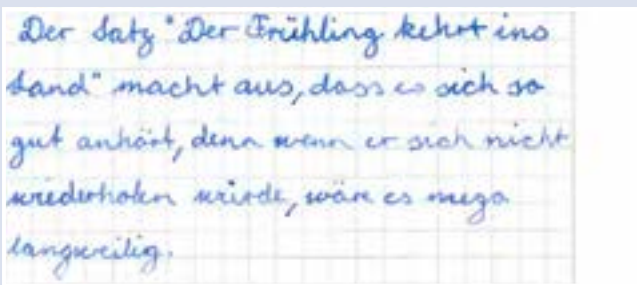 Der Satz "Der Frühling kehrt ins
Land" macht aus, dass es sich so
gut anhört, denn wenn er sich nicht
wiederholen würde, wäre es mega
langweilig.